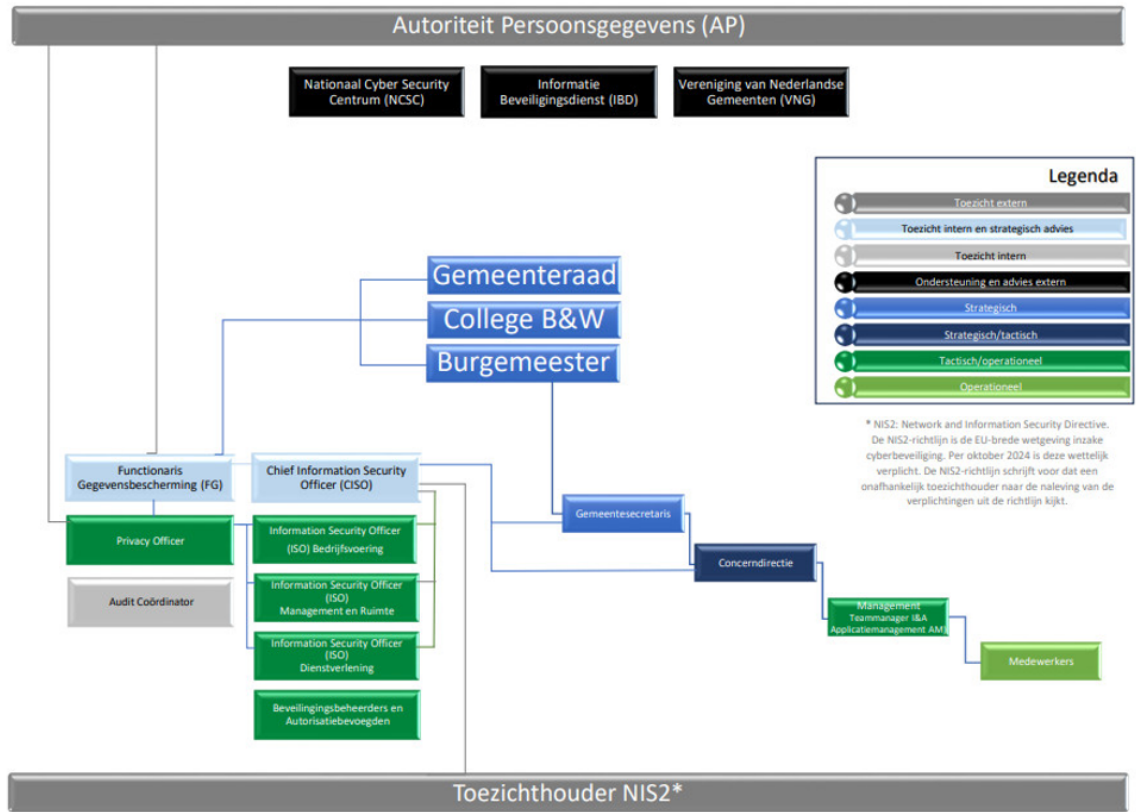 Autoriteit Persoonsgegevens (AP)
Nationaal Cyber Security
Centrum (NCSC)
Informatie
Beveiligingsdienst (IBD)
Vereniging van Nederlandse
Gemeenten (VNG)
Legenda
Toezicht extern
Toezicht intern en strategisch advies
Toezicht intern
Ondersteuning en advies extern
Strategisch
Strategisch/tactisch
Tactisch/operationeel
Operationeel
* NIS2: Network and Information Security Directive.
De NIS2-richtlijn is de EU-brede wetgeving inzake
cyberbeveiliging. Per oktober 2024 is deze wettelijk
verplicht. De NIS2-richtlijn schrijft voor dat een
onafhankelijk toezichthouder naar de naleving van de
verplichtingen uit de richtlijn kijkt.
Gemeenteraad
College B&W
Burgemeester
Functionaris
Gegevensbescherming (FG)
Chief Information Security
Officer (CISO)
Privacy Officer
Audit Coördinator
Information Security Officer
(ISO) Bedrijfsvoering
Information Security Officer
(ISO)
Management en Ruimte
Information Security Officer
(ISO)
Dienstverlening
Beveilingingsbeheerders en
Autorisatiebevoegden
Gemeentesecretaris
Concerndirectie
Management
Teammanager I&A
Applicatiemanagement AM)
Medewerkers
Toezichthouder NIS2*